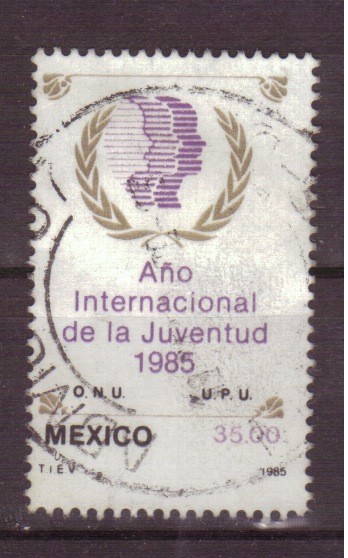 Año
Internacional
de la Juventud
1985
O.N.U. U.P.U.
MEXICO 35.00
TIEV 1985